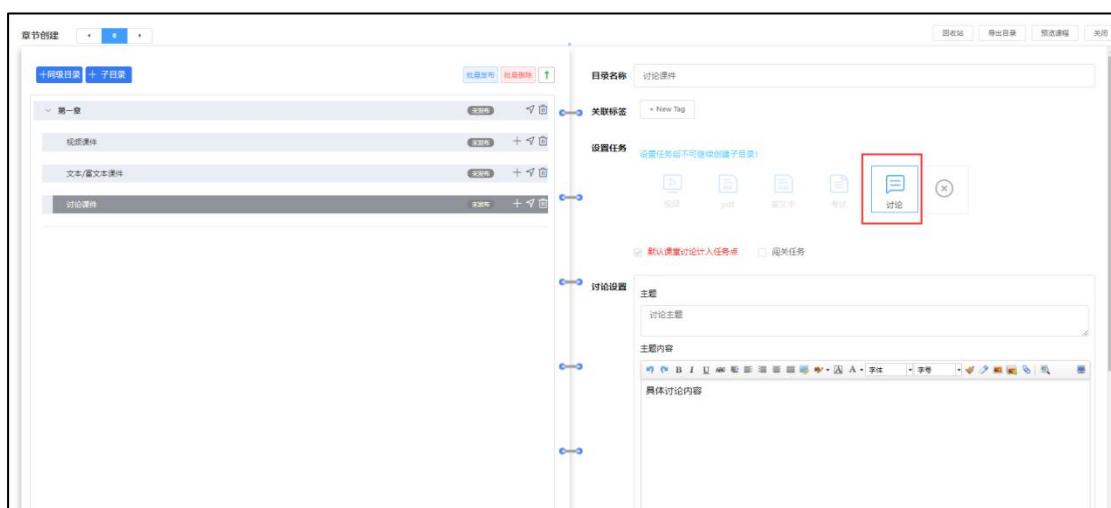 章节创建
回收站 导出目录 预览课程 关闭
+同级目录 + 子目录 批量发布 批量删除
目录名称 讨论课件
第一章 未发布
关联标签 + New Tag
视频课件 未发布
设置任务 设置任务后不可继续创建子目录!
文本/富文本课件 未发布
视频 pdf 富文本 考试 讨论
讨论课件 未发布
默认课堂讨论计入任务点 闯关任务
讨论设置
主题
讨论主题
主题内容
B I U ABC A A 字体 字号
具体讨论内容